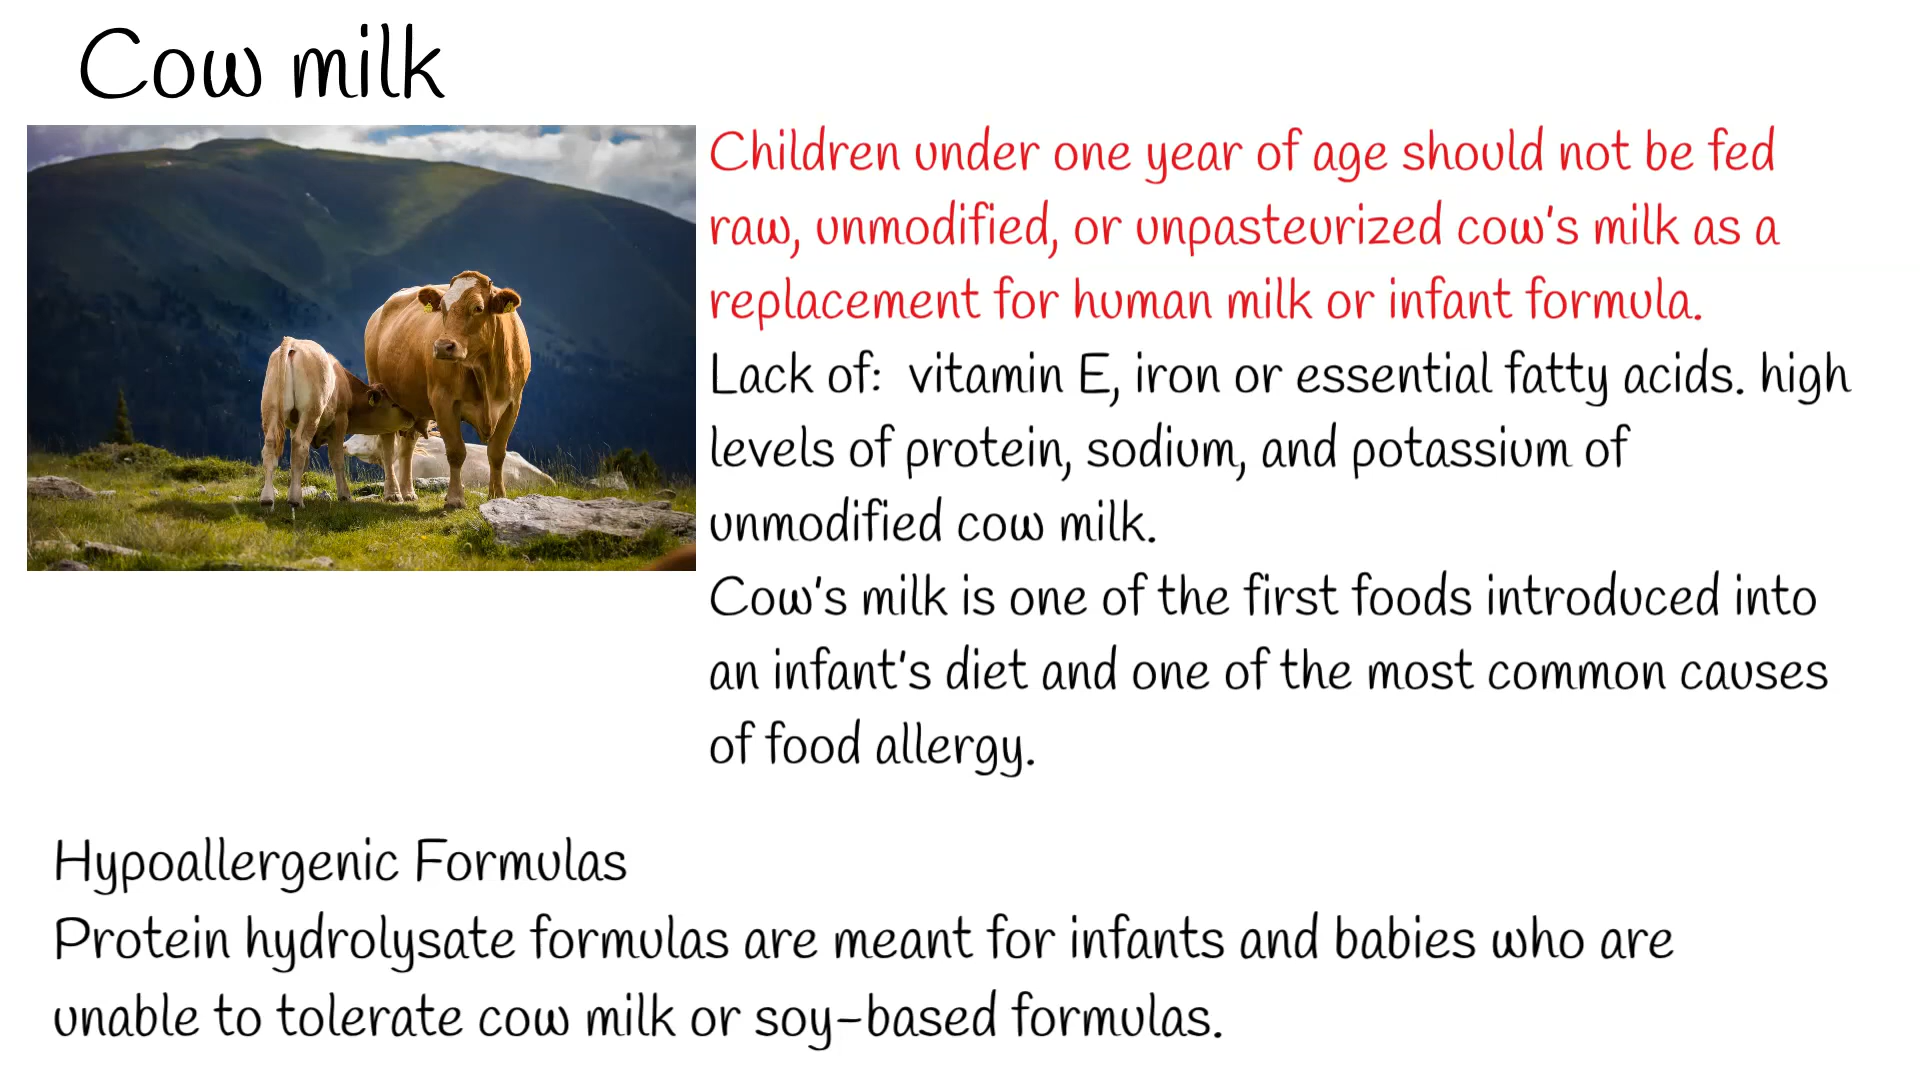 Cow milk
Children under one year of age should not be fed
raw, unmodified, or unpasteurized cow's milk as a
replacement for human milk or infant formula.
Lack of:  vitamin E, iron or essential fatty acids. high
levels of protein, sodium, and potassium of
unmodified cow milk.
Cow's milk is one of the first foods introduced into
an infant's diet and one of the most common causes
of food allergy.
Hypoallergenic Formulas
Protein hydrolysate formulas are meant for infants and babies who are
unable to tolerate cow milk or soy-based formulas.